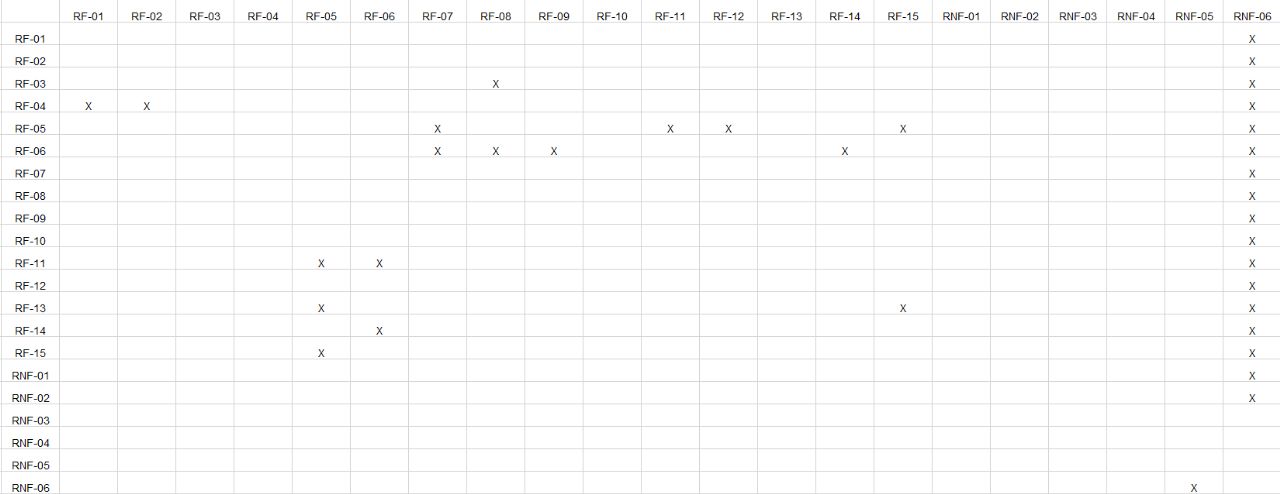 RF-01 RF-02 RF-03 RF-04 RF-05 RF-06 RF-07 RF-08 RF-09 RF-10 RF-11 RF-12 RF-13 RF-14 RF-15 RNF-01 RNF-02 RNF-03 RNF-04 RNF-05 RNF-06
RF-01 X
RF-02 X
RF-03 X X
RF-04 X X X
RF-05 X X X X X
RF-06 X X X X X
RF-07 X
RF-08 X
RF-09 X
RF-10 X
RF-11 X X X
RF-12 X
RF-13 X X X
RF-14 X X
RF-15 X X
RNF-01 X
RNF-02 X
RNF-03
RNF-04
RNF-05
RNF-06 X